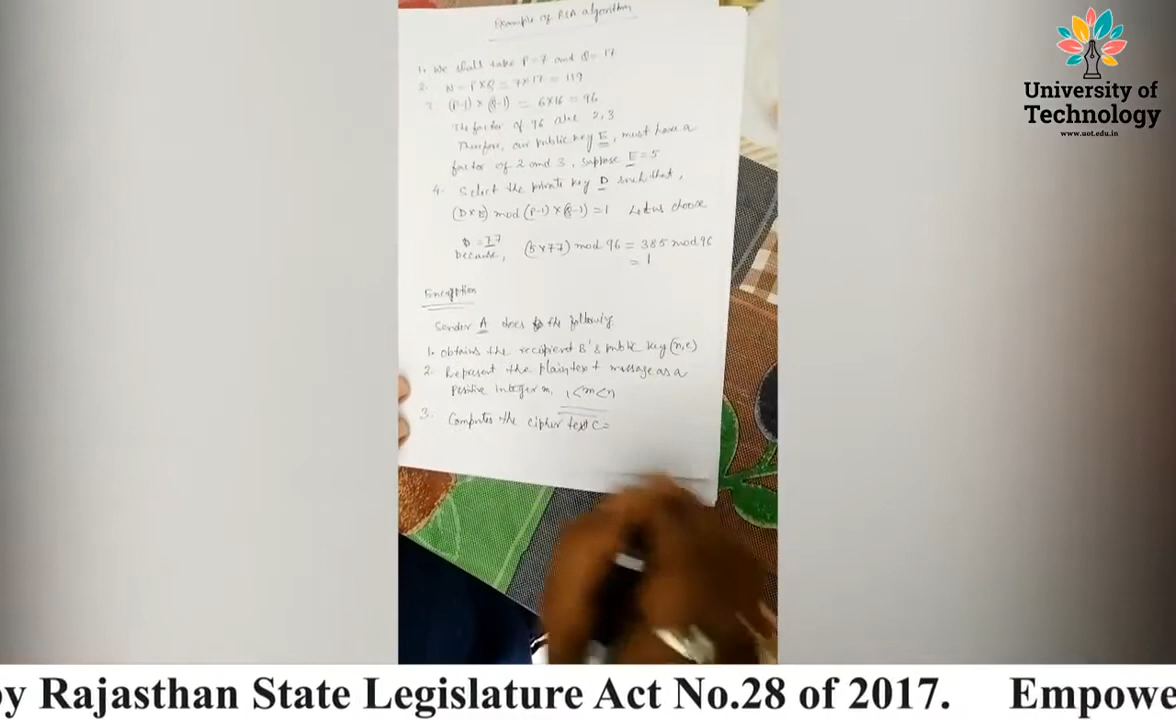 Example of RSA algorithm
1. We shall take P=7 and Q=17
2. N = P×Q = 7×17 = 119
3. (P-1) × (Q-1) = 6×16 = 96
The factor of 96 are 2, 3
Therefore, our public key E, must have a
factor of 2 and 3, suppose E=5
4. Select the private key D such that,
(D×E) mod (P-1)×(Q-1) = 1 Let us choose
D = 77
because, (5×77) mod 96 = 385 mod 96
= 1
Encryption
Sender A does the following
1. obtains the recipient B's public key (n,e)
2. Represent the plaintext message as a
positive integer m, 1<m<n
3. Computes the cipher text C=
University of
Technology
www.uot.edu.in
by Rajasthan State Legislature Act No.28 of 2017. Empowe